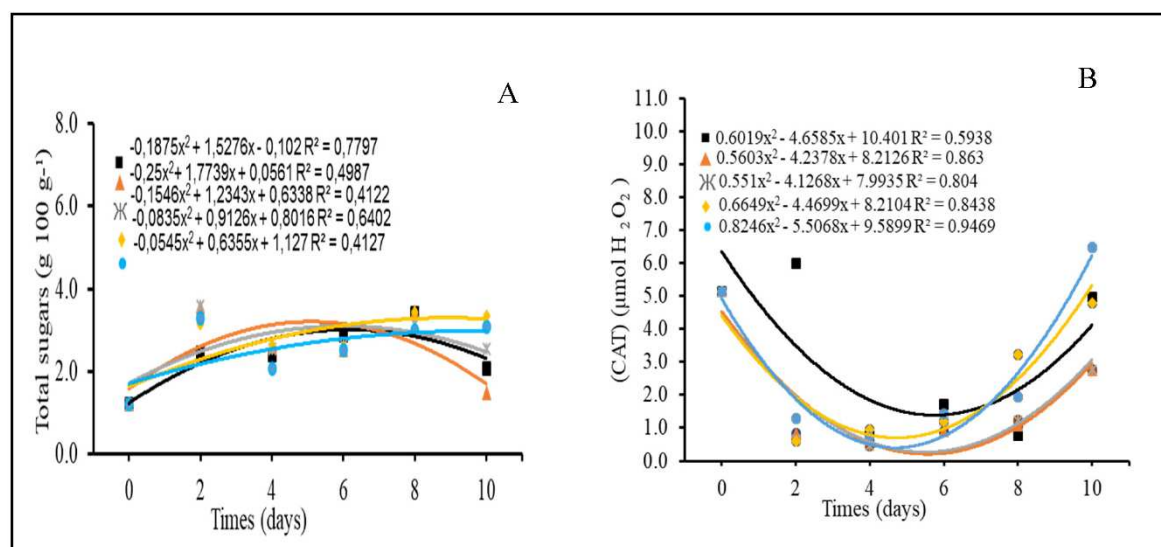 A
Total sugars (g 100 g-¹)
8.0
6.0
4.0
2.0
0.0
-0,1875x² + 1,5276x - 0,102 R² = 0,7797
-0,25x² + 1,7739x + 0,0561 R² = 0,4987
-0,1546x² + 1,2343x + 0,6338 R² = 0,4122
-0,0835x² + 0,9126x + 0,8016 R² = 0,6402
-0,0545x² + 0,6355x + 1,127 R² = 0,4127
0 2 4 6 8 10
Times (days)
B
(CAT) (µmol H₂O₂)
11.0
10.0
9.0
8.0
7.0
6.0
5.0
4.0
3.0
2.0
1.0
0.0
0.6019x² - 4.6585x + 10.401 R² = 0.5938
0.5603x² - 4.2378x + 8.2126 R² = 0.863
0.551x² - 4.1268x + 7.9935 R² = 0.804
0.6649x² - 4.4699x + 8.2104 R² = 0.8438
0.8246x² - 5.5068x + 9.5899 R² = 0.9469
0 2 4 6 8 10
Times (days)